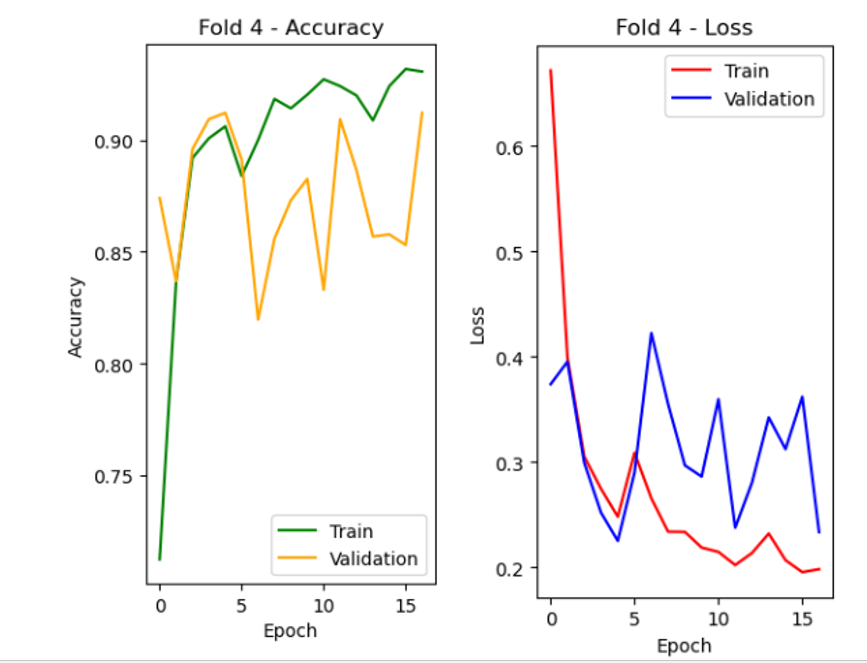 Fold 4 - Accuracy
0.90
0.85
0.80
0.75
Accuracy
Train
Validation
0
5
10
15
Epoch
Fold 4 - Loss
Train
Validation
0.6
0.5
0.4
0.3
0.2
Loss
0
5
10
15
Epoch